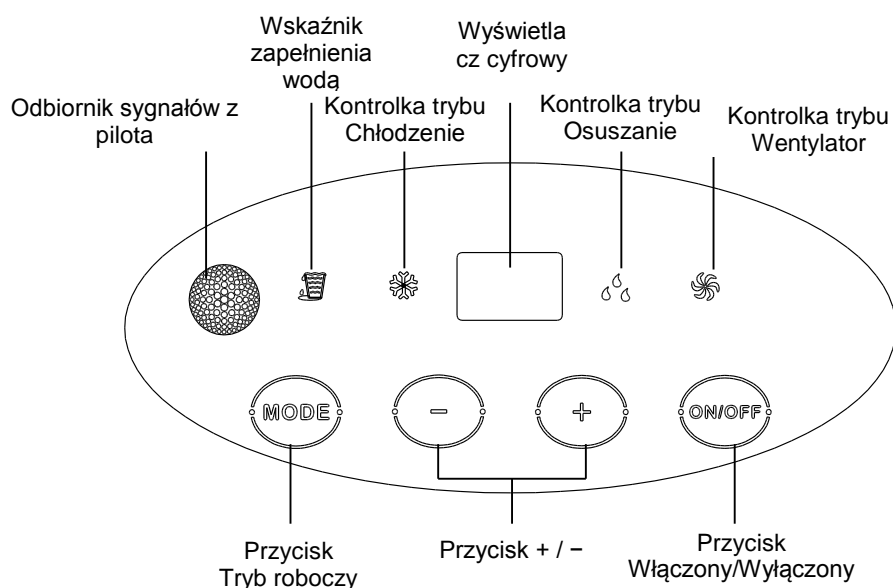 Wskaźnik
zapełnienia
wodą
Wyświetla
cz cyfrowy
Odbiornik sygnałów z
pilota
Kontrolka trybu
Chłodzenie
Kontrolka trybu
Osuszanie
Kontrolka trybu
Wentylator
MODE
−
+
ON/OFF
Przycisk
Tryb roboczy
Przycisk + / −
Przycisk
Włączony/Wyłączony